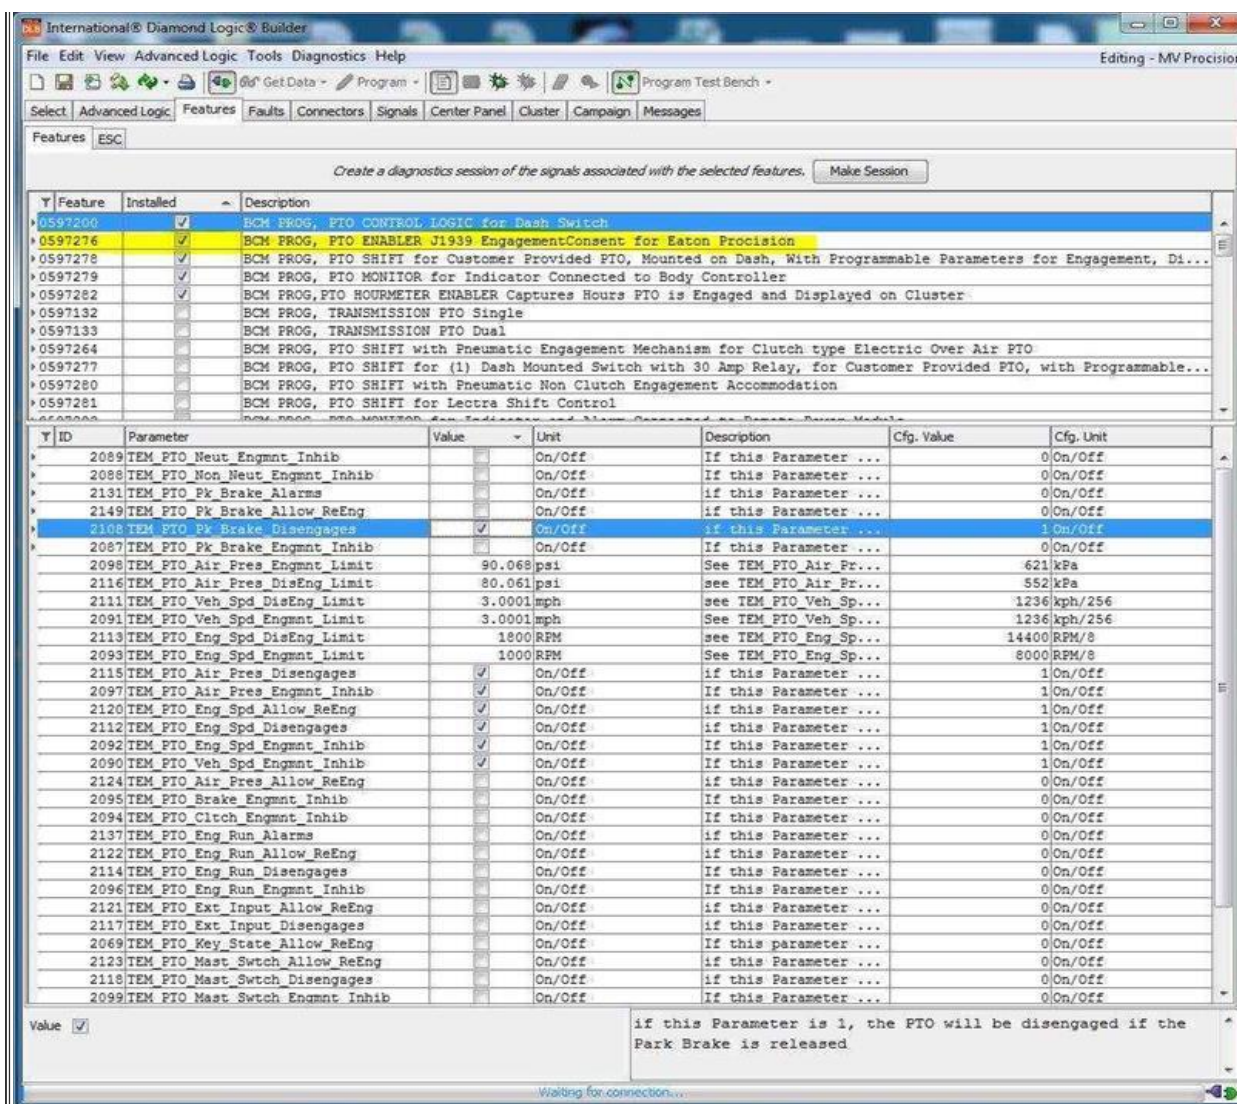 International® Diamond Logic® Builder
File Edit View Advanced Logic Tools Diagnostics Help Editing - MV Procision
Get Data Program Program Test Bench
Select Advanced Logic Features Faults Connectors Signals Center Panel Cluster Campaign Messages
Features ESC
Create a diagnostics session of the signals associated with the selected features. Make Session
Feature Installed Description
0597200 BCM PROG, PTO CONTROL LOGIC for Dash Switch
0597276 BCM PROG, PTO ENABLER J1939 EngagementConsent for Eaton Procision
0597278 BCM PROG, PTO SHIFT for Customer Provided PTO, Mounted on Dash, With Programmable Parameters for Engagement, Di...
0597279 BCM PROG, PTO MONITOR for Indicator Connected to Body Controller
0597282 BCM PROG,PTO HOURMETER ENABLER Captures Hours PTO is Engaged and Displayed on Cluster
0597132 BCM PROG, TRANSMISSION PTO Single
0597133 BCM PROG, TRANSMISSION PTO Dual
0597264 BCM PROG, PTO SHIFT with Pneumatic Engagement Mechanism for Clutch type Electric Over Air PTO
0597277 BCM PROG, PTO SHIFT for (1) Dash Mounted Switch with 30 Amp Relay, for Customer Provided PTO, with Programmable...
0597280 BCM PROG, PTO SHIFT with Pneumatic Non Clutch Engagement Accommodation
0597281 BCM PROG, PTO SHIFT for Lectra Shift Control
ID Parameter Value Unit Description Cfg. Value Cfg. Unit
2089 TEM_PTO_Neut_Engmnt_Inhib On/Off If this Parameter ... 0 On/Off
2088 TEM_PTO_Non_Neut_Engmnt_Inhib On/Off If this Parameter ... 0 On/Off
2131 TEM_PTO_Pk_Brake_Alarms On/Off if this Parameter ... 0 On/Off
2149 TEM_PTO_Pk_Brake_Allow_ReEng On/Off if this Parameter ... 0 On/Off
2108 TEM_PTO_Pk_Brake_Disengages On/Off if this Parameter ... 1 On/Off
2087 TEM_PTO_Pk_Brake_Engmnt_Inhib On/Off If this Parameter ... 0 On/Off
2098 TEM_PTO_Air_Pres_Engmnt_Limit 90.068 psi See TEM_PTO_Air_Pr... 621 kPa
2116 TEM_PTO_Air_Pres_DisEng_Limit 80.061 psi see TEM_PTO_Air_Pr... 552 kPa
2111 TEM_PTO_Veh_Spd_DisEng_Limit 3.0001 mph see TEM_PTO_Veh_Sp... 1236 kph/256
2091 TEM_PTO_Veh_Spd_Engmnt_Limit 3.0001 mph See TEM_PTO_Veh_Sp... 1236 kph/256
2113 TEM_PTO_Eng_Spd_DisEng_Limit 1800 RPM see TEM_PTO_Eng_Sp... 14400 RPM/8
2093 TEM_PTO_Eng_Spd_Engmnt_Limit 1000 RPM See TEM_PTO_Eng_Sp... 8000 RPM/8
2115 TEM_PTO_Air_Pres_Disengages On/Off if this Parameter ... 1 On/Off
2097 TEM_PTO_Air_Pres_Engmnt_Inhib On/Off If this Parameter ... 1 On/Off
2120 TEM_PTO_Eng_Spd_Allow_ReEng On/Off if this Parameter ... 1 On/Off
2112 TEM_PTO_Eng_Spd_Disengages On/Off if this Parameter ... 1 On/Off
2092 TEM_PTO_Eng_Spd_Engmnt_Inhib On/Off If this Parameter ... 1 On/Off
2090 TEM_PTO_Veh_Spd_Engmnt_Inhib On/Off If this Parameter ... 1 On/Off
2124 TEM_PTO_Air_Pres_Allow_ReEng On/Off if this Parameter ... 0 On/Off
2095 TEM_PTO_Brake_Engmnt_Inhib On/Off If this Parameter ... 0 On/Off
2094 TEM_PTO_Cltch_Engmnt_Inhib On/Off If this Parameter ... 0 On/Off
2137 TEM_PTO_Eng_Run_Alarms On/Off if this Parameter ... 0 On/Off
2122 TEM_PTO_Eng_Run_Allow_ReEng On/Off if this Parameter ... 0 On/Off
2114 TEM_PTO_Eng_Run_Disengages On/Off if this Parameter ... 0 On/Off
2096 TEM_PTO_Eng_Run_Engmnt_Inhib On/Off If this Parameter ... 0 On/Off
2121 TEM_PTO_Ext_Input_Allow_ReEng On/Off if this Parameter ... 0 On/Off
2117 TEM_PTO_Ext_Input_Disengages On/Off if this Parameter ... 0 On/Off
2069 TEM_PTO_Key_State_Allow_ReEng On/Off If this parameter ... 0 On/Off
2123 TEM_PTO_Mast_Swtch_Allow_ReEng On/Off if this Parameter ... 0 On/Off
2118 TEM_PTO_Mast_Swtch_Disengages On/Off if this Parameter ... 0 On/Off
2099 TEM_PTO_Mast_Swtch_Engmnt_Inhib On/Off If this Parameter ... 0 On/Off
Value if this Parameter is 1, the PTO will be disengaged if the
Park Brake is released
Waiting for connection...